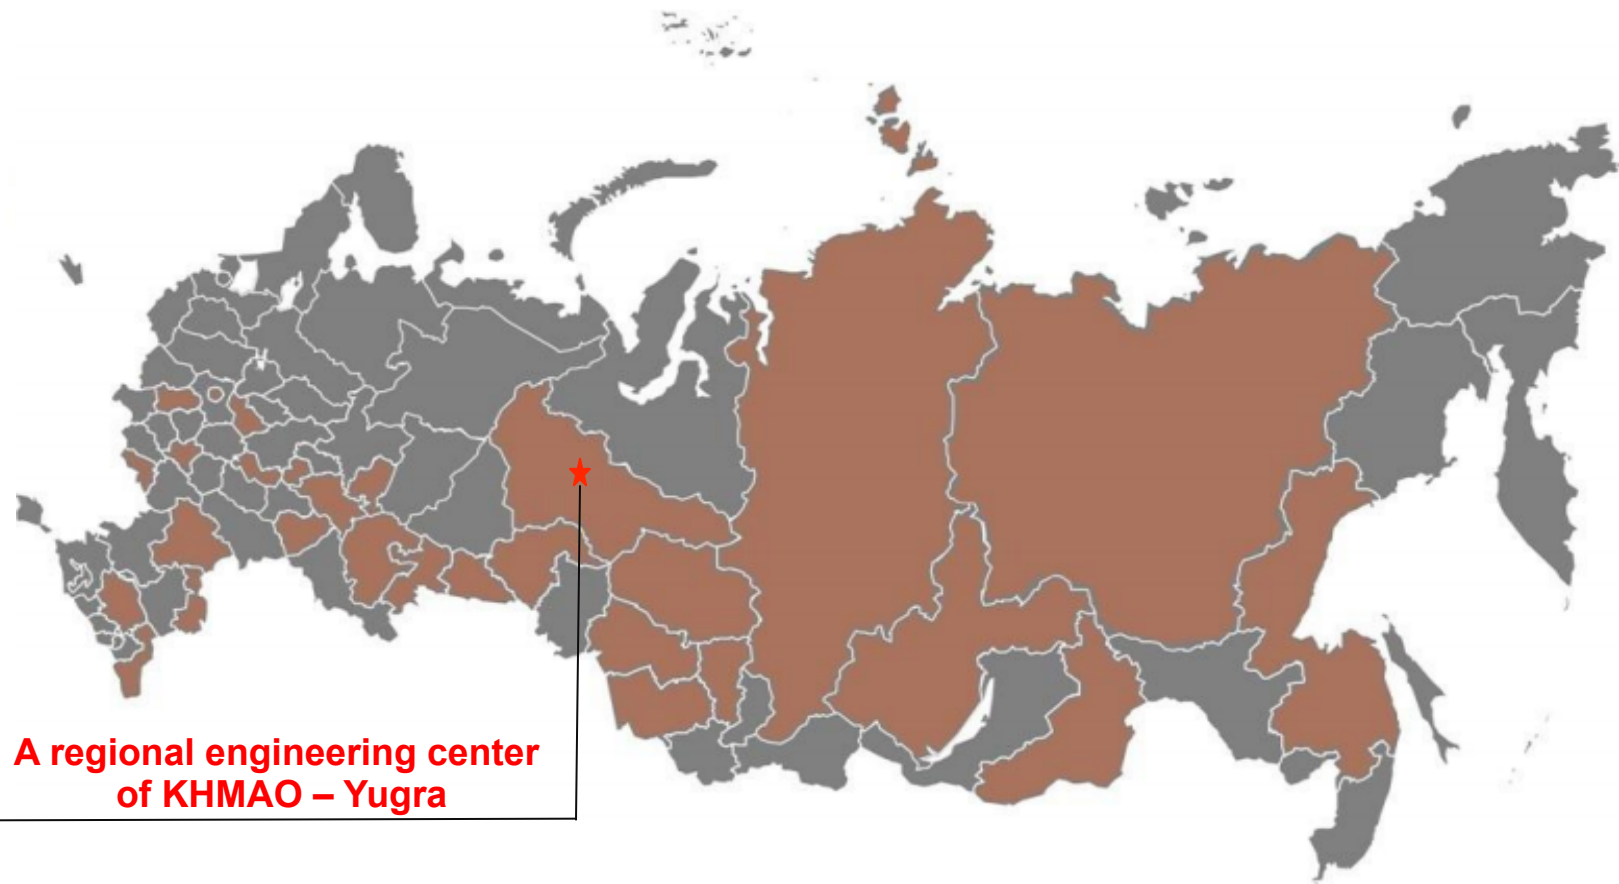 A regional engineering center
of KHMAO – Yugra